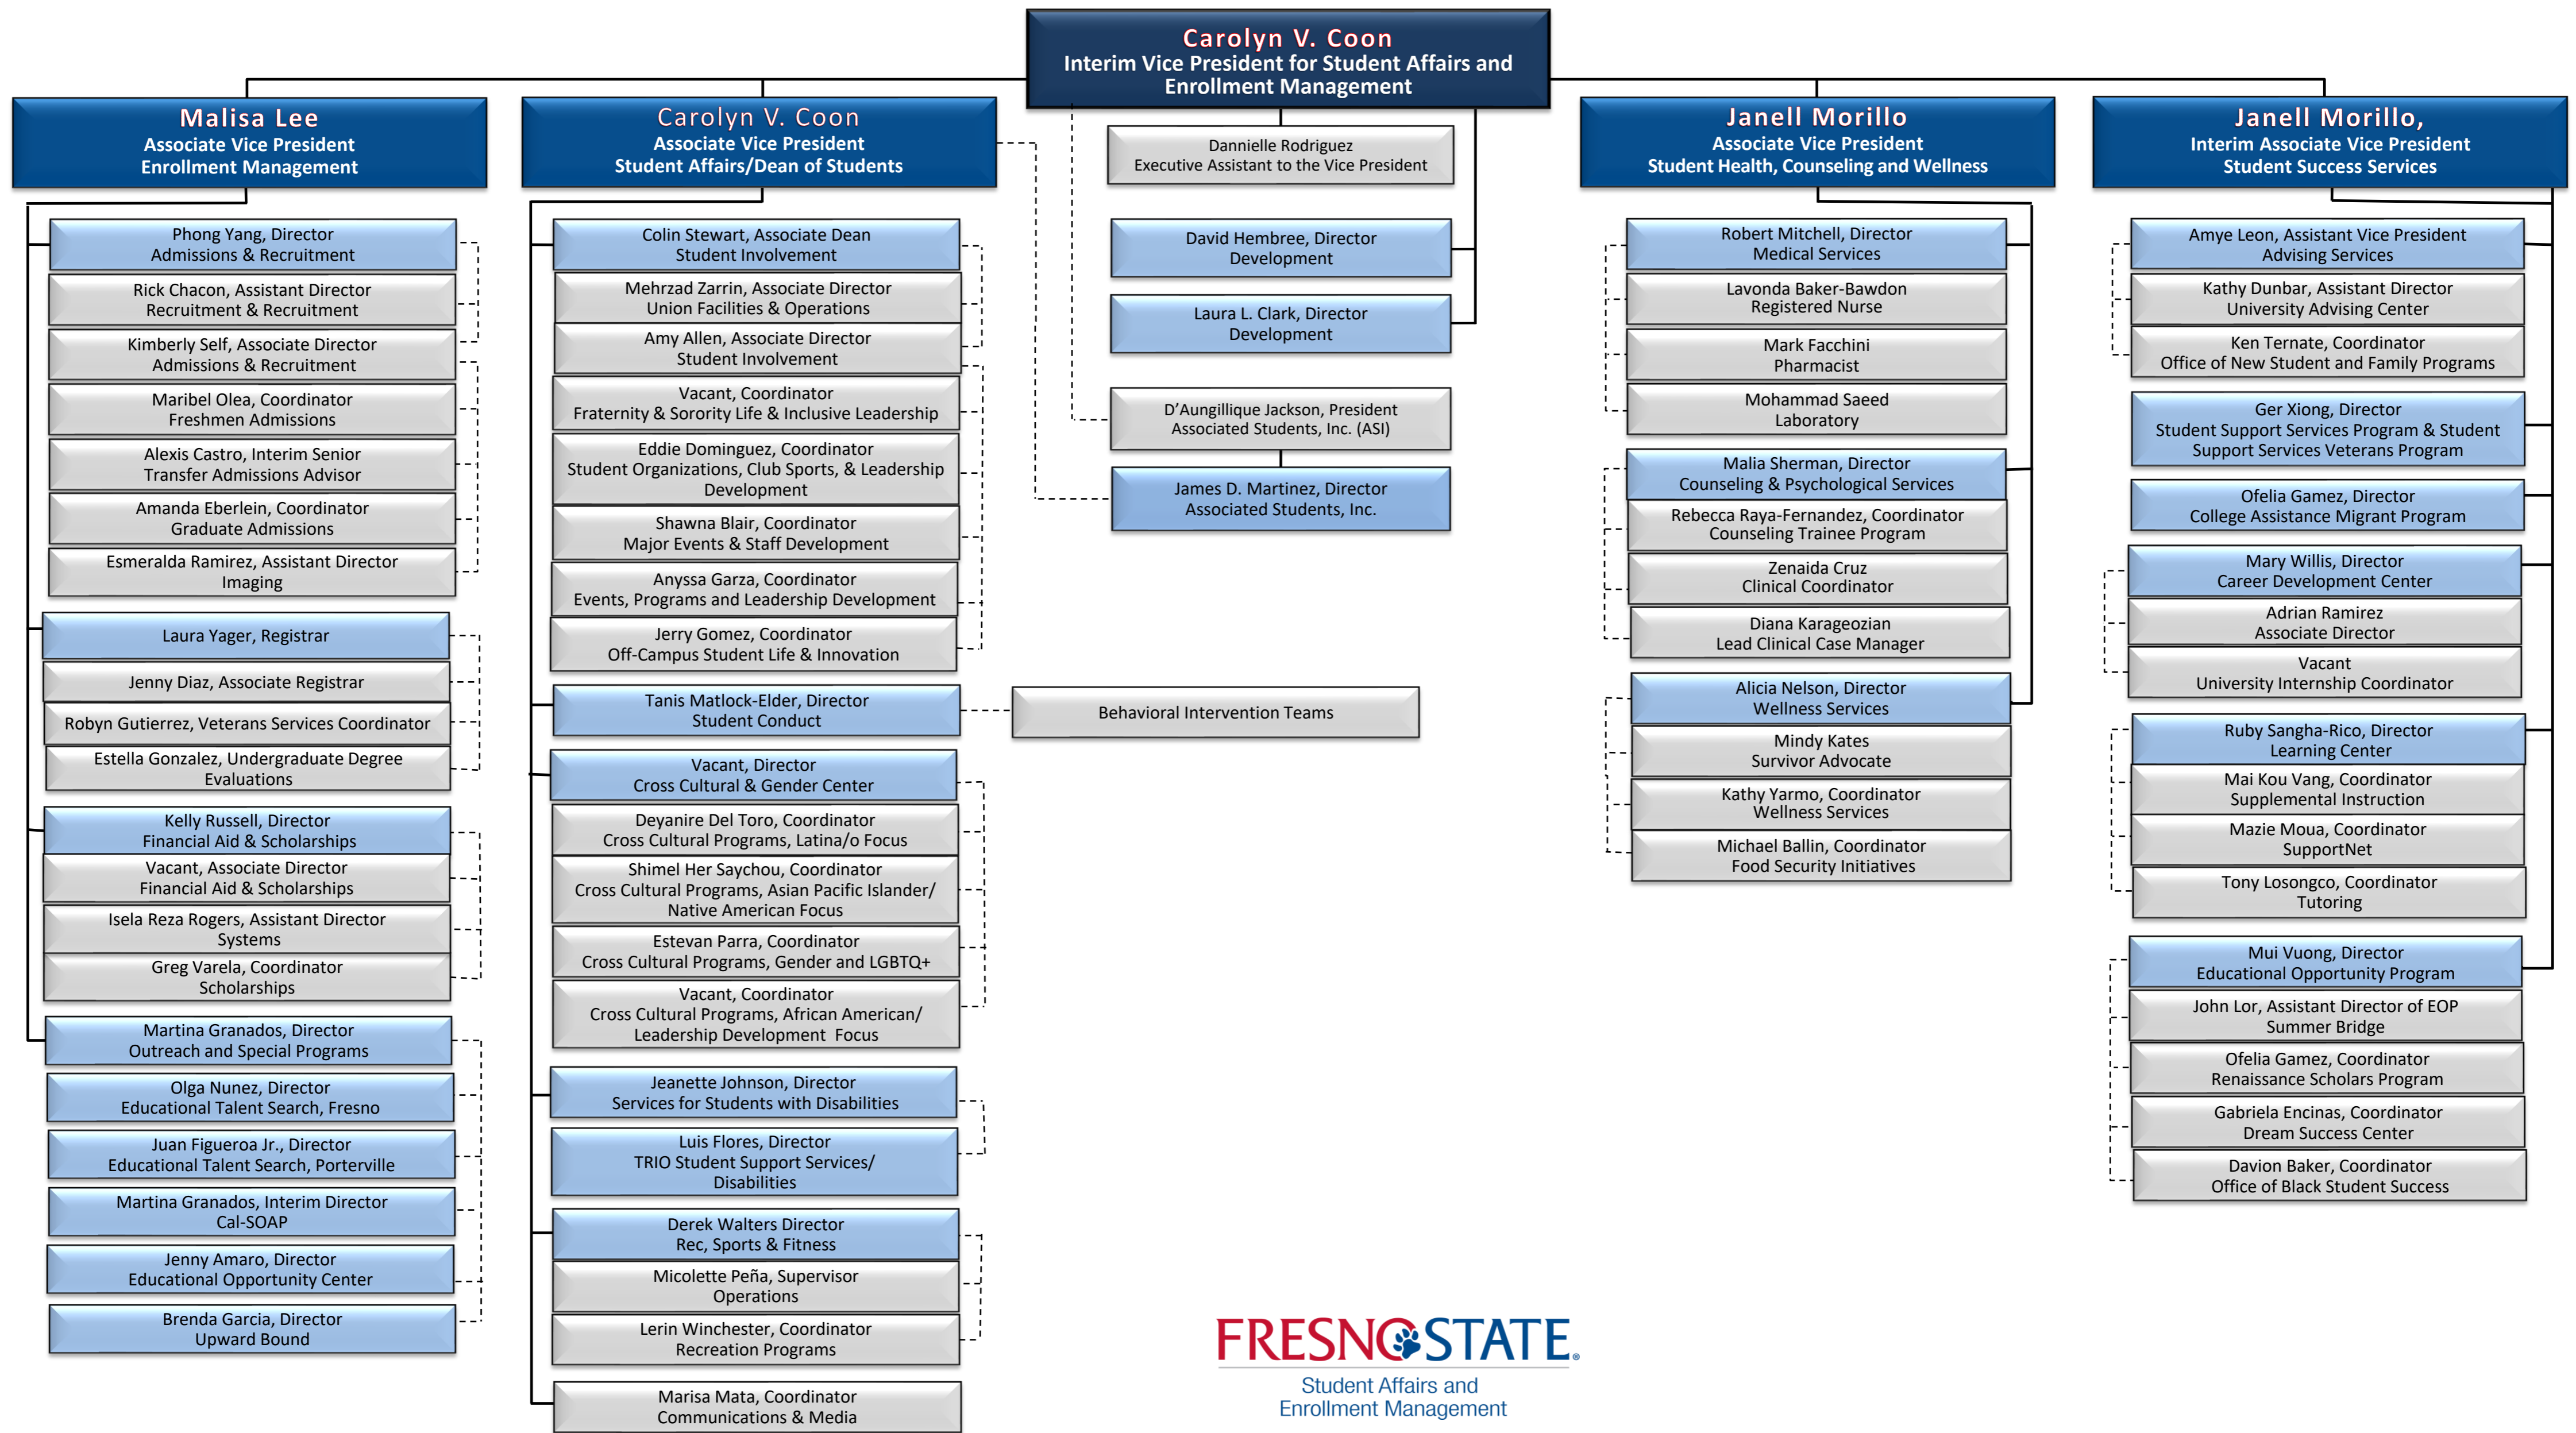 Carolyn V. Coon
Interim Vice President for Student Affairs and
Enrollment Management
Malisa Lee
Associate Vice President
Enrollment Management
Phong Yang, Director
Admissions & Recruitment
Rick Chacon, Assistant Director
Recruitment & Recruitment
Kimberly Self, Associate Director
Admissions & Recruitment
Maribel Olea, Coordinator
Freshmen Admissions
Alexis Castro, Interim Senior
Transfer Admissions Advisor
Amanda Eberlein, Coordinator
Graduate Admissions
Esmeralda Ramirez, Assistant Director
Imaging
Laura Yager, Registrar
Jenny Diaz, Associate Registrar
Robyn Gutierrez, Veterans Services Coordinator
Estella Gonzalez, Undergraduate Degree
Evaluations
Kelly Russell, Director
Financial Aid & Scholarships
Vacant, Associate Director
Financial Aid & Scholarships
Isela Reza Rogers, Assistant Director
Systems
Greg Varela, Coordinator
Scholarships
Martina Granados, Director
Outreach and Special Programs
Olga Nunez, Director
Educational Talent Search, Fresno
Juan Figueroa Jr., Director
Educational Talent Search, Porterville
Martina Granados, Interim Director
Cal-SOAP
Jenny Amaro, Director
Educational Opportunity Center
Brenda Garcia, Director
Upward Bound
Carolyn V. Coon
Associate Vice President
Student Affairs/Dean of Students
Colin Stewart, Associate Dean
Student Involvement
Mehrzad Zarrin, Associate Director
Union Facilities & Operations
Amy Allen, Associate Director
Student Involvement
Vacant, Coordinator
Fraternity & Sorority Life & Inclusive Leadership
Eddie Dominguez, Coordinator
Student Organizations, Club Sports, & Leadership
Development
Shawna Blair, Coordinator
Major Events & Staff Development
Anyssa Garza, Coordinator
Events, Programs and Leadership Development
Jerry Gomez, Coordinator
Off-Campus Student Life & Innovation
Tanis Matlock-Elder, Director
Student Conduct
Behavioral Intervention Teams
Vacant, Director
Cross Cultural & Gender Center
Deyanire Del Toro, Coordinator
Cross Cultural Programs, Latina/o Focus
Shimel Her Saychou, Coordinator
Cross Cultural Programs, Asian Pacific Islander/
Native American Focus
Estevan Parra, Coordinator
Cross Cultural Programs, Gender and LGBTQ+
Vacant, Coordinator
Cross Cultural Programs, African American/
Leadership Development Focus
Jeanette Johnson, Director
Services for Students with Disabilities
Luis Flores, Director
TRIO Student Support Services/
Disabilities
Derek Walters Director
Rec, Sports & Fitness
Micolette Peña, Supervisor
Operations
Lerin Winchester, Coordinator
Recreation Programs
Marisa Mata, Coordinator
Communications & Media
Dannielle Rodriguez
Executive Assistant to the Vice President
David Hembree, Director
Development
Laura L. Clark, Director
Development
D'Aungillique Jackson, President
Associated Students, Inc. (ASI)
James D. Martinez, Director
Associated Students, Inc.
Janell Morillo
Associate Vice President
Student Health, Counseling and Wellness
Robert Mitchell, Director
Medical Services
Lavonda Baker-Bawdon
Registered Nurse
Mark Facchini
Pharmacist
Mohammad Saeed
Laboratory
Malia Sherman, Director
Counseling & Psychological Services
Rebecca Raya-Fernandez, Coordinator
Counseling Trainee Program
Zenaida Cruz
Clinical Coordinator
Diana Karageozian
Lead Clinical Case Manager
Alicia Nelson, Director
Wellness Services
Mindy Kates
Survivor Advocate
Kathy Yarmo, Coordinator
Wellness Services
Michael Ballin, Coordinator
Food Security Initiatives
Janell Morillo,
Interim Associate Vice President
Student Success Services
Amye Leon, Assistant Vice President
Advising Services
Kathy Dunbar, Assistant Director
University Advising Center
Ken Ternate, Coordinator
Office of New Student and Family Programs
Ger Xiong, Director
Student Support Services Program & Student
Support Services Veterans Program
Ofelia Gamez, Director
College Assistance Migrant Program
Mary Willis, Director
Career Development Center
Adrian Ramirez
Associate Director
Vacant
University Internship Coordinator
Ruby Sangha-Rico, Director
Learning Center
Mai Kou Vang, Coordinator
Supplemental Instruction
Mazie Moua, Coordinator
SupportNet
Tony Losongco, Coordinator
Tutoring
Mui Vuong, Director
Educational Opportunity Program
John Lor, Assistant Director of EOP
Summer Bridge
Ofelia Gamez, Coordinator
Renaissance Scholars Program
Gabriela Encinas, Coordinator
Dream Success Center
Davion Baker, Coordinator
Office of Black Student Success
FRESNO STATE®
Student Affairs and
Enrollment Management